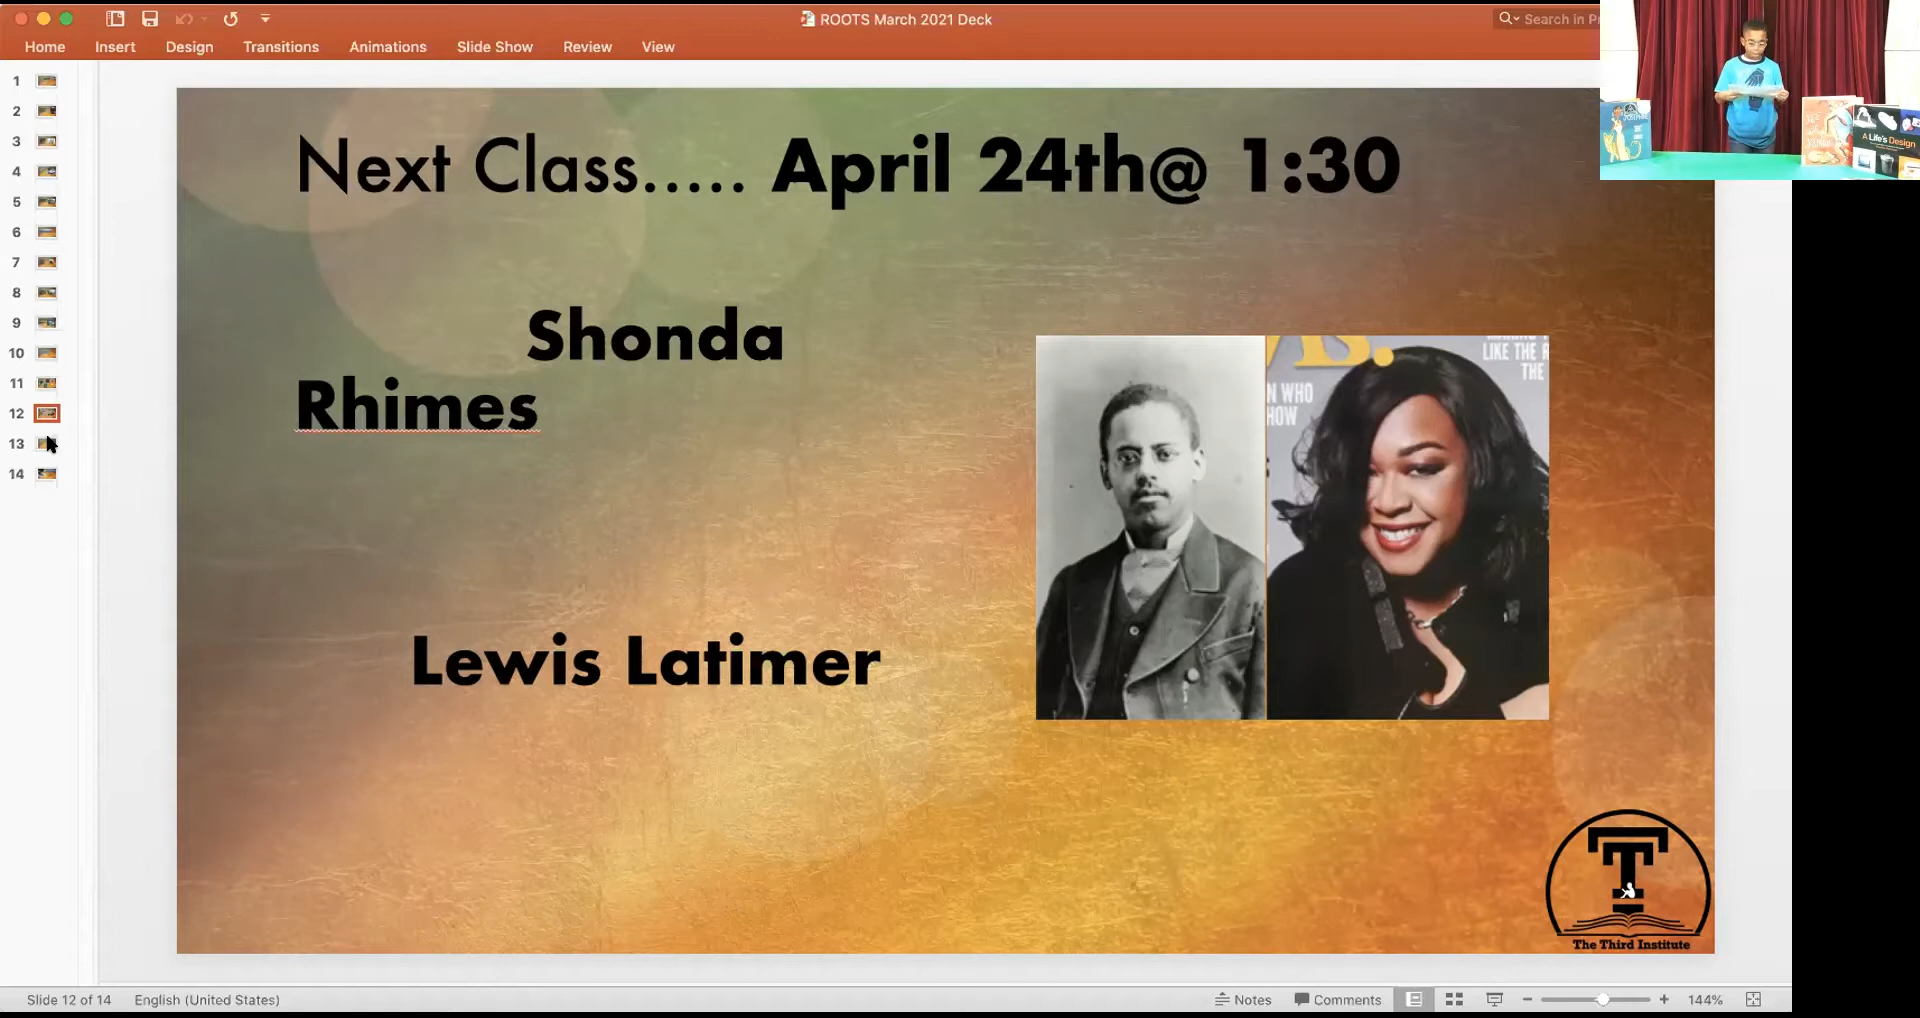 ROOTS March 2021 Deck
Search in Pr
Home Insert Design Transitions Animations Slide Show Review View
1
2
3
4
5
6
7
8
9
10
11
12
13
14
Next Class..... April 24th@ 1:30
Shonda
Rhimes
Lewis Latimer
LIKE THE
THE
N WHO
HOW
The Third Institute
A Life's Design
Slide 12 of 14 English (United States)
Notes Comments 144%